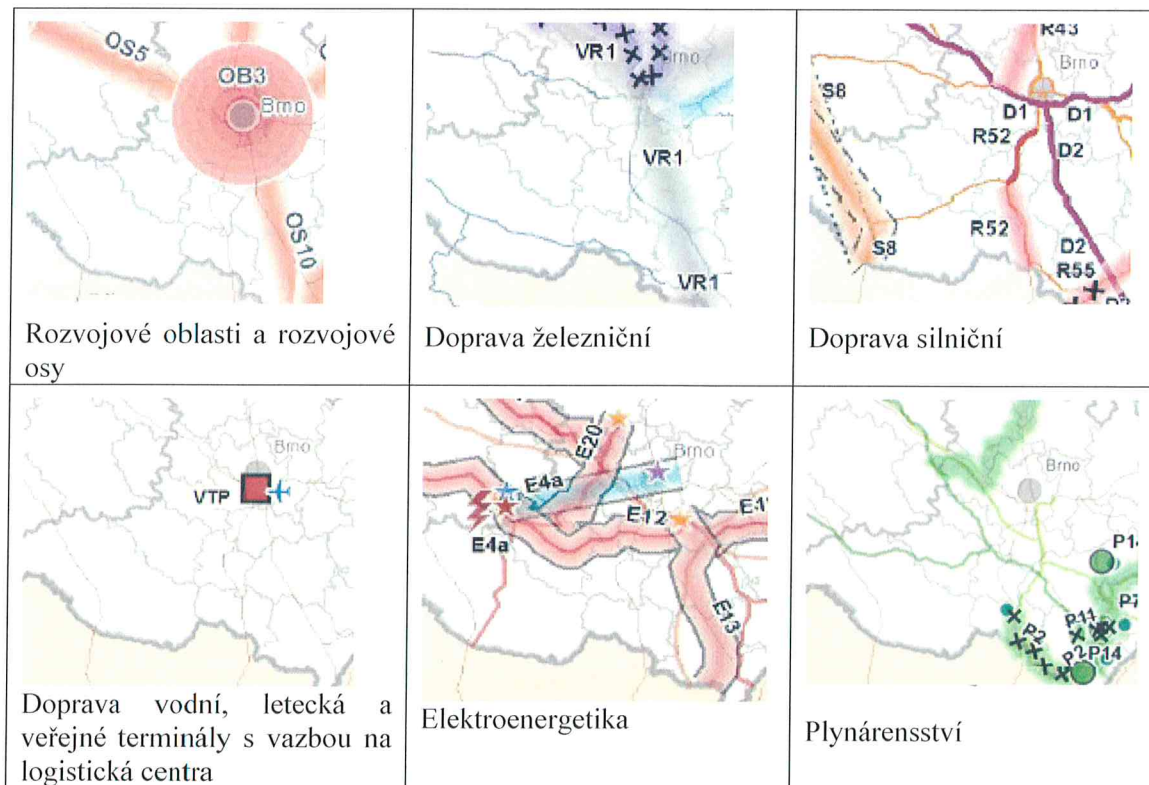 OS5
OB3
Brno
OS10
Rozvojové oblasti a rozvojové
osy
VR1
Brno
VR1
VR1
Doprava železniční
R43
Brno
S8
D1
D1
R52
D2
R52
S8
D2
R55
Doprava silniční
Brno
VTP
Doprava vodní, letecká a
veřejné terminály s vazbou na
logistická centra
E20
Brno
E4a
E12
E4a
E13
Elektroenergetika
Brno
P14
P7
P11
P2
P2
P14
Plynárensství